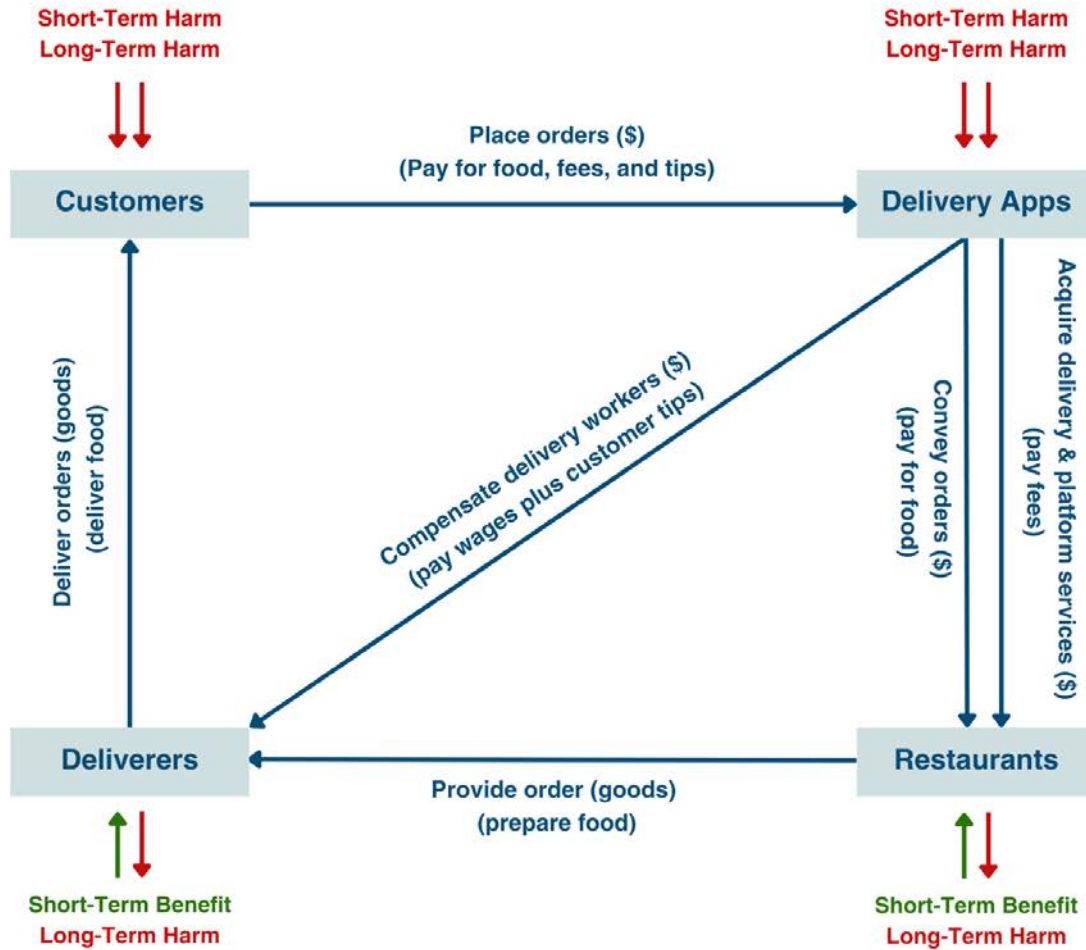 Short-Term Harm
Long-Term Harm
Short-Term Harm
Long-Term Harm
Place orders ($)
(Pay for food, fees, and tips)
Customers
Delivery Apps
Deliver orders (goods)
(deliver food)
Compensate delivery workers ($)
(pay wages plus customer tips)
Convey orders ($)
(pay for food)
Acquire delivery & platform services ($)
(pay fees)
Deliverers
Restaurants
Provide order (goods)
(prepare food)
Short-Term Benefit
Long-Term Harm
Short-Term Benefit
Long-Term Harm